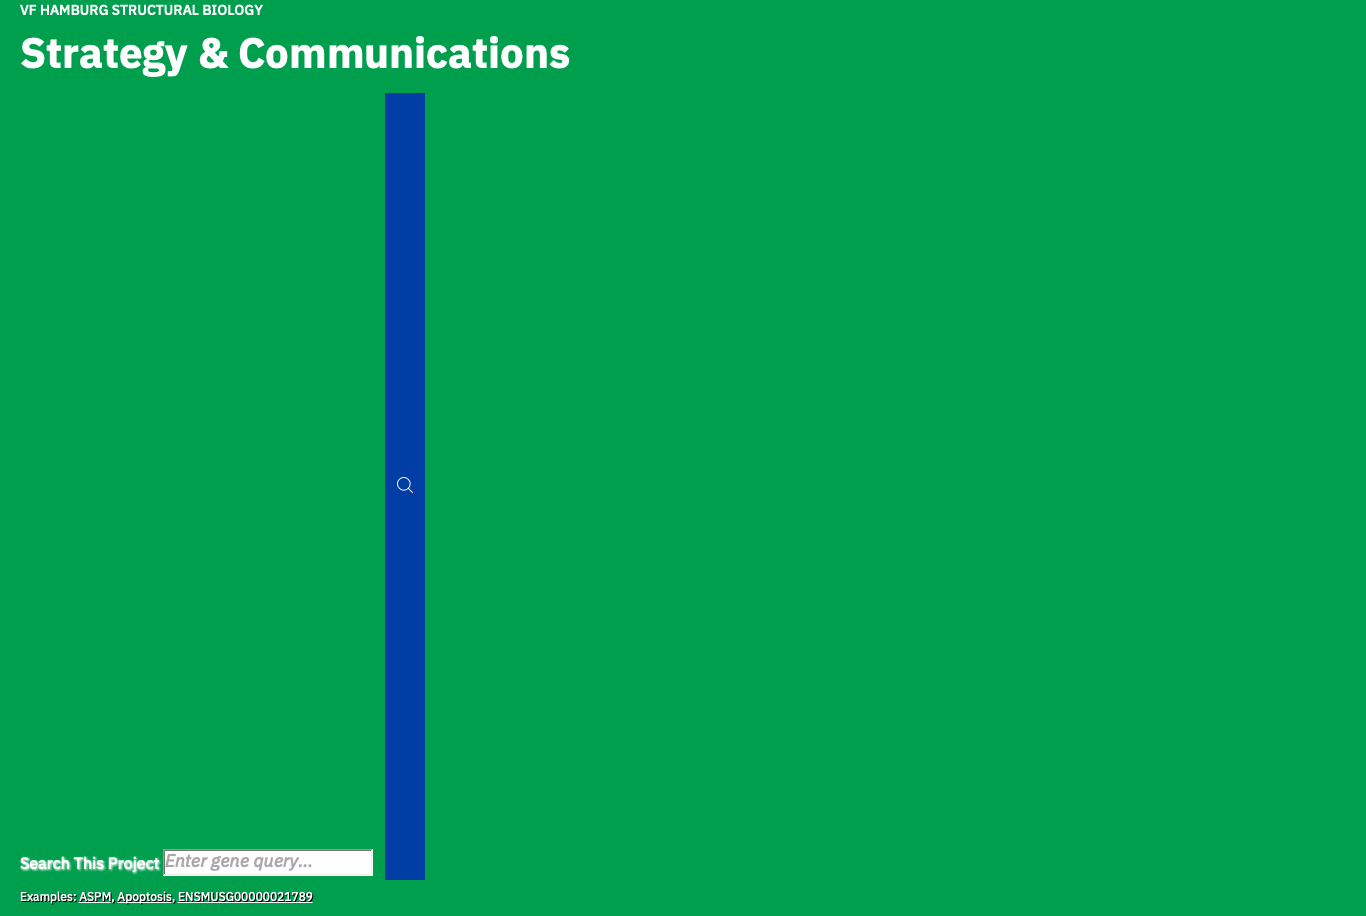 VF HAMBURG STRUCTURAL BIOLOGY
Strategy & Communications
Search This Project Enter gene query...
Examples: ASPM, Apoptosis, ENSMUSG00000021789